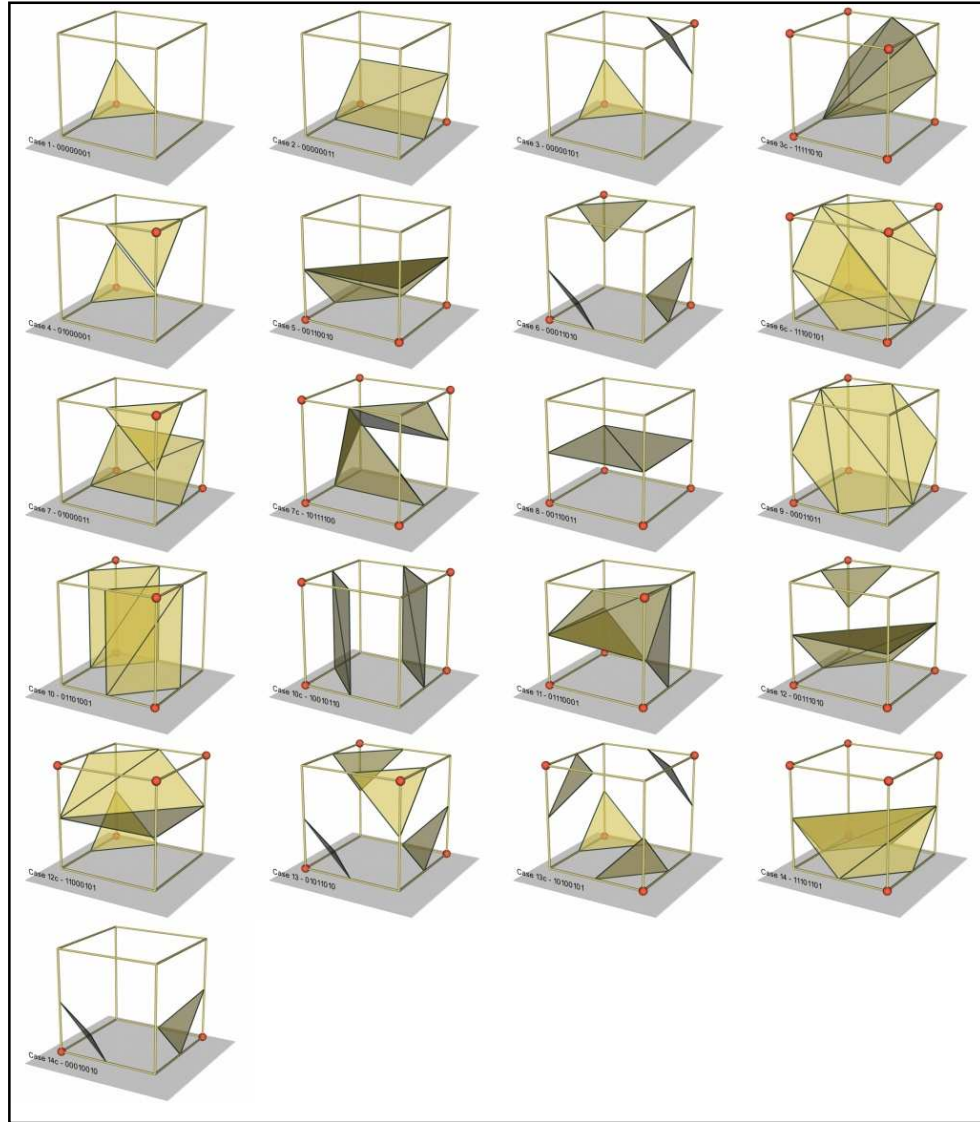 Case 1 - 00000001
Case 2 - 00000011
Case 3 - 00000101
Case 3c - 11111010
Case 4 - 01000001
Case 5 - 00110010
Case 6 - 00011010
Case 6c - 11100101
Case 7 - 01000011
Case 7c - 10111100
Case 8 - 00110011
Case 9 - 00011011
Case 10 - 01101001
Case 10c - 10010110
Case 11 - 01110001
Case 12 - 00111010
Case 12c - 11000101
Case 13 - 01011010
Case 13c - 10100101
Case 14 - 11101101
Case 14c - 00010010